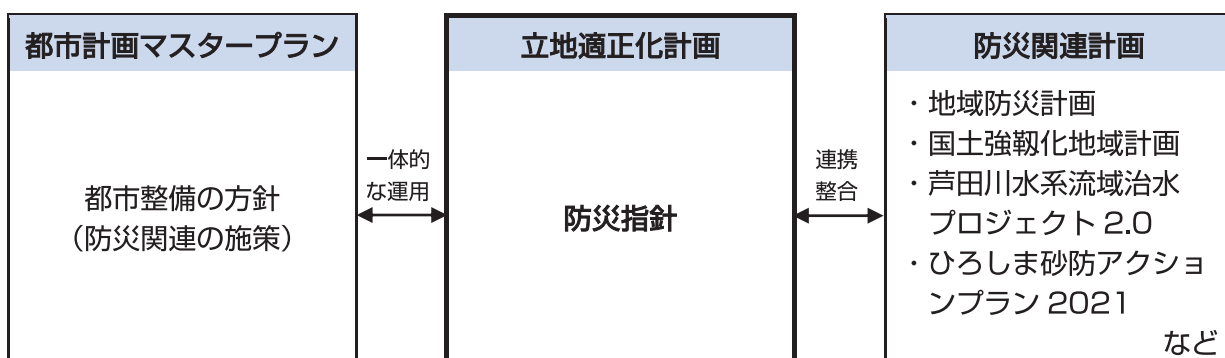 都市計画マスタープラン
都市整備の方針
（防災関連の施策）
一体的
な運用
立地適正化計画
防災指針
連携
整合
防災関連計画
・地域防災計画
・国土強靱化地域計画
・芦田川水系流域治水
プロジェクト 2.0
・ひろしま砂防アクショ
ンプラン 2021
など